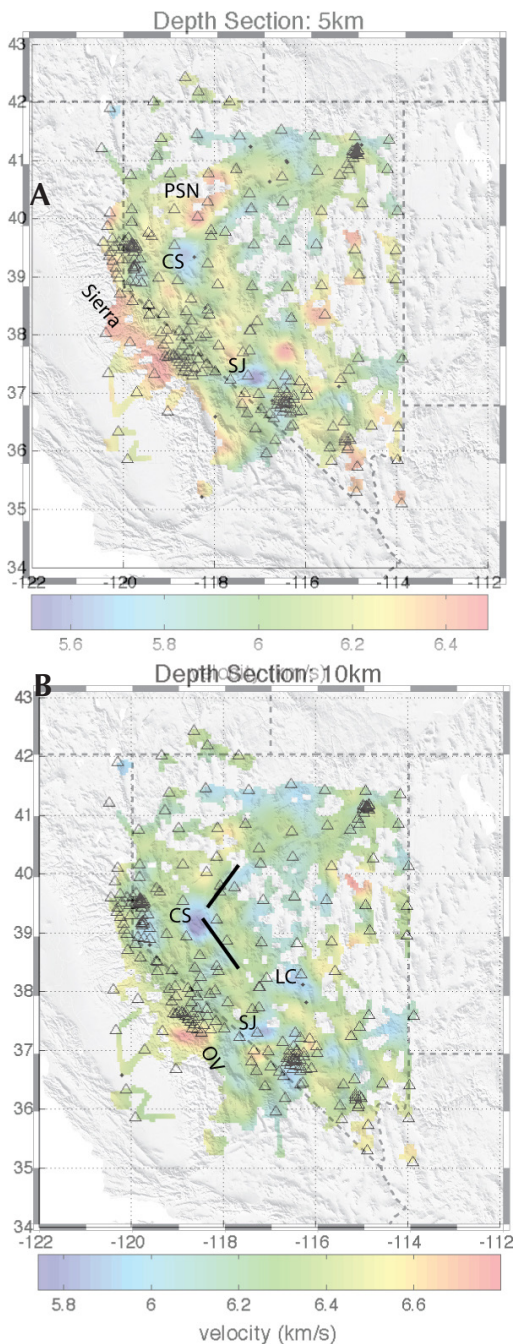 Depth Section: 5km
43
42
41
A
PSN
40
CS
39
Sierra
38
SJ
37
36
35
34
-122 -120 -118 -116 -114 -112
5.6 5.8 6 6.2 6.4
velocity (km/s)
B
Depth Section: 10km
43
42
41
40
CS
39
LC
38
SJ
37
OV
36
35
34
-122 -120 -118 -116 -114 -112
5.8 6 6.2 6.4 6.6
velocity (km/s)